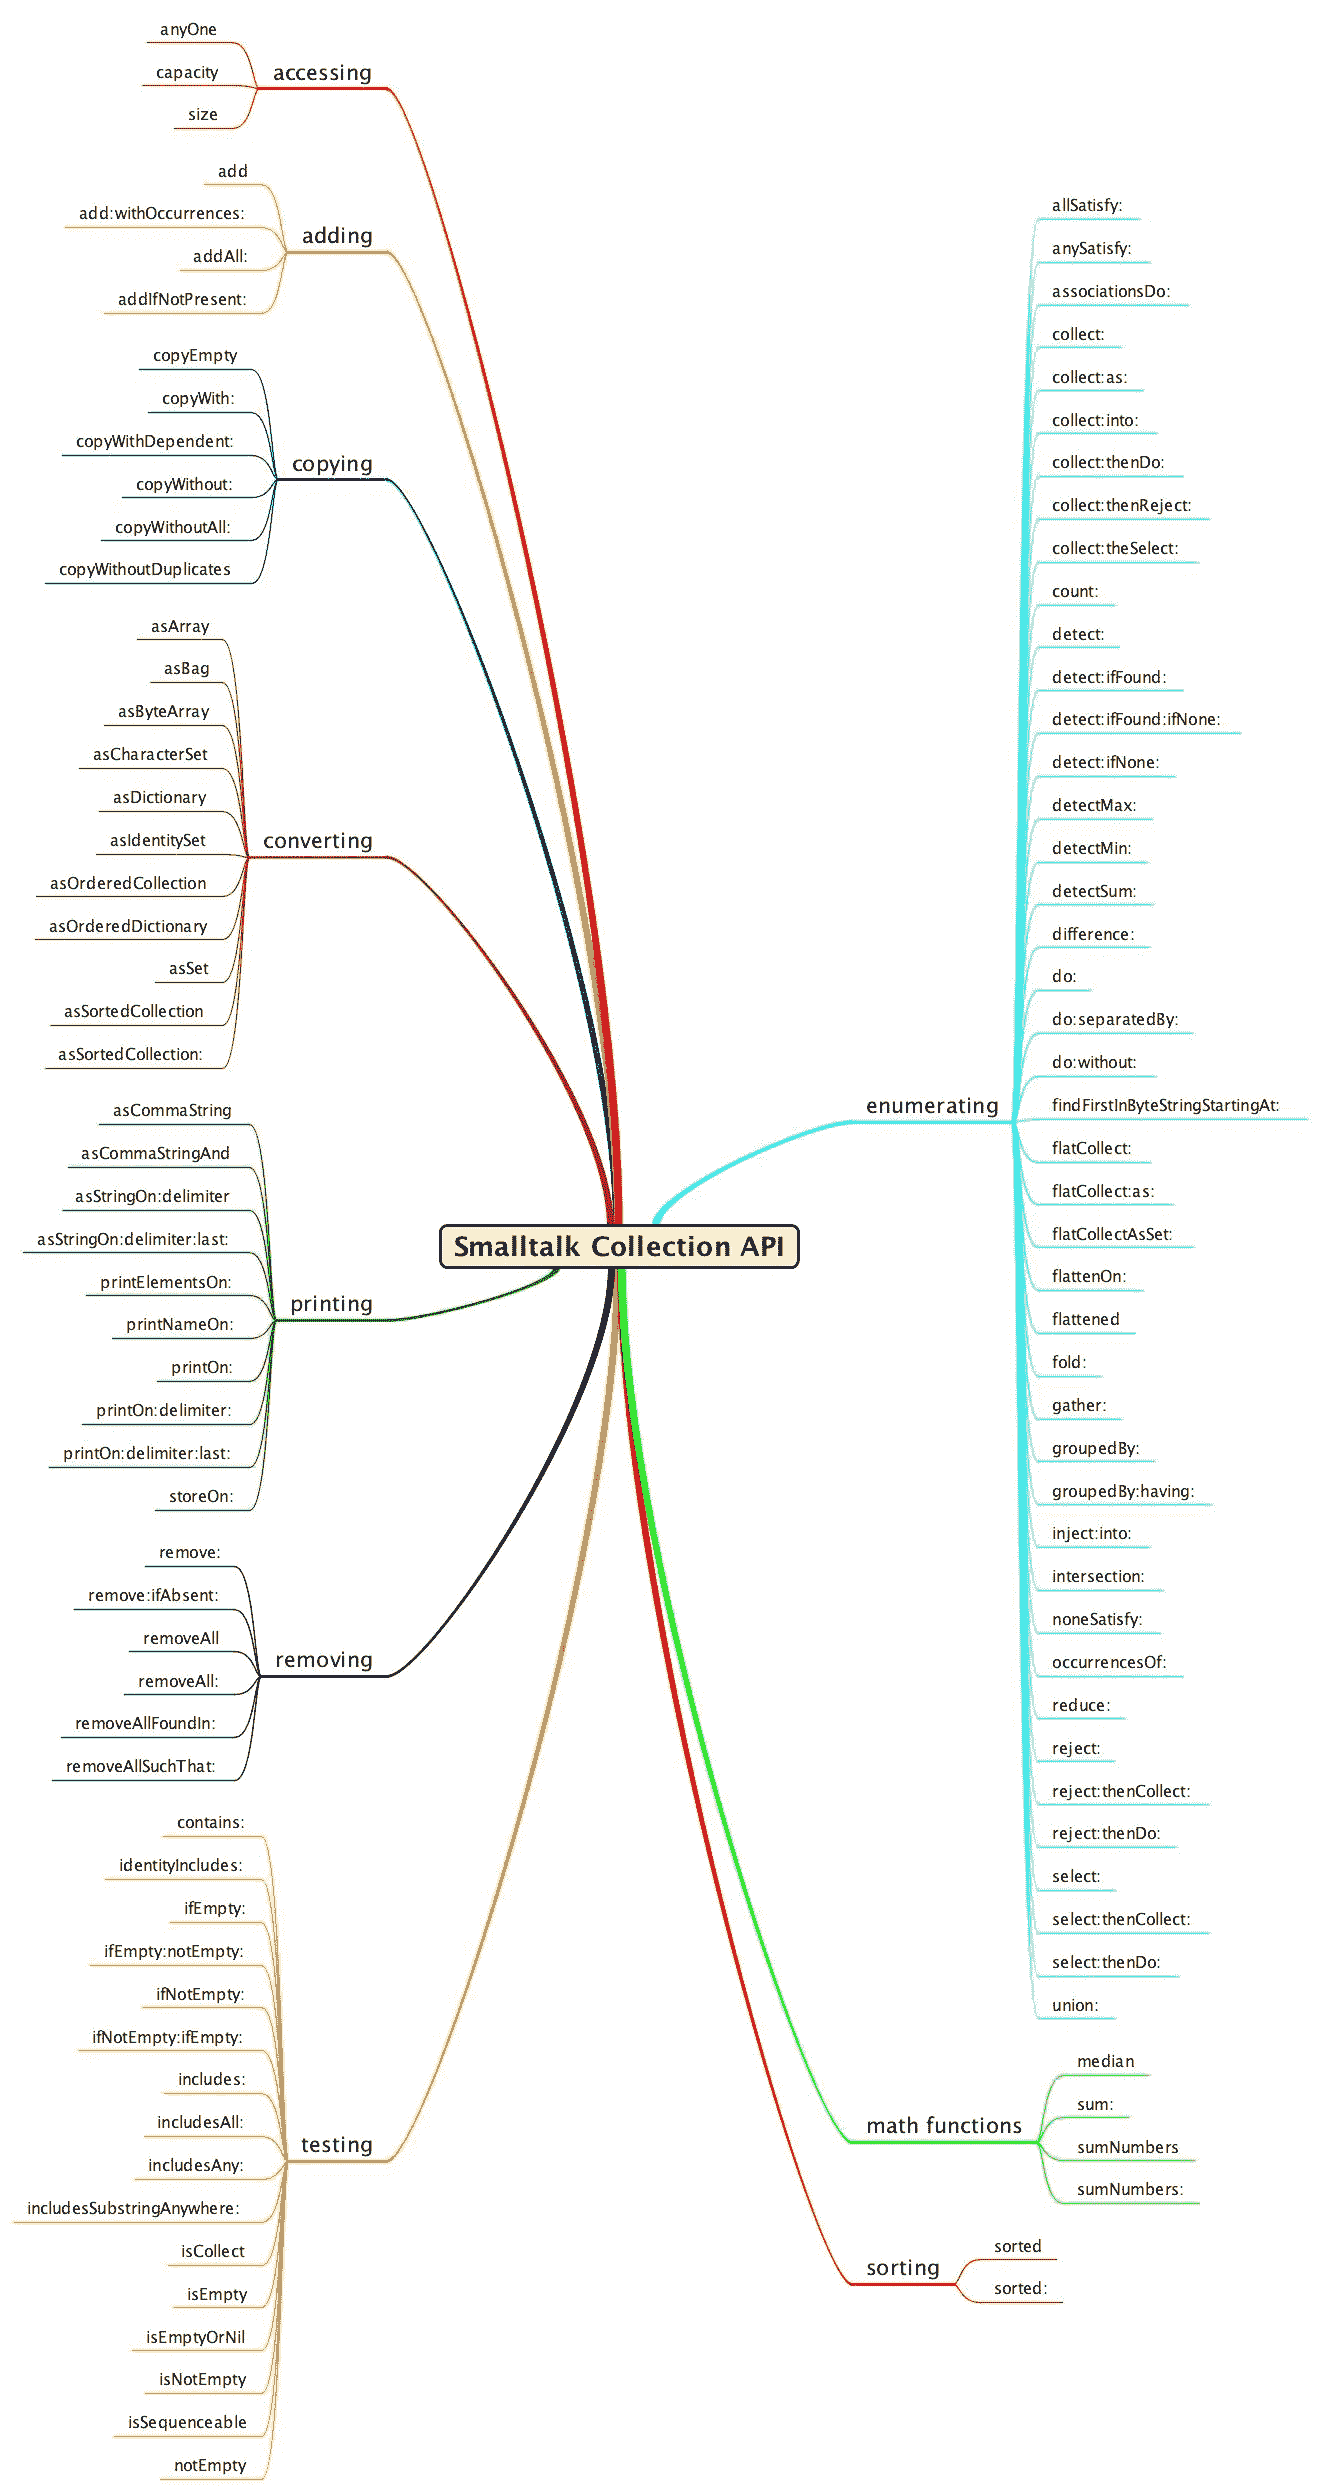 Smalltalk Collection API
accessing
anyOne
capacity
size
adding
add
add:withOccurrences:
addAll:
addIfNotPresent:
copying
copyEmpty
copyWith:
copyWithDependent:
copyWithout:
copyWithoutAll:
copyWithoutDuplicates
converting
asArray
asBag
asByteArray
asCharacterSet
asDictionary
asIdentitySet
asOrderedCollection
asOrderedDictionary
asSet
asSortedCollection
asSortedCollection:
printing
asCommaString
asCommaStringAnd
asStringOn:delimiter
asStringOn:delimiter:last:
printElementsOn:
printNameOn:
printOn:
printOn:delimiter:
printOn:delimiter:last:
storeOn:
removing
remove:
remove:ifAbsent:
removeAll
removeAll:
removeAllFoundIn:
removeAllSuchThat:
testing
contains:
identityIncludes:
ifEmpty:
ifEmpty:notEmpty:
ifNotEmpty:
ifNotEmpty:ifEmpty:
includes:
includesAll:
includesAny:
includesSubstringAnywhere:
isCollect
isEmpty
isEmptyOrNil
isNotEmpty
isSequenceable
notEmpty
enumerating
allSatisfy:
anySatisfy:
associationsDo:
collect:
collect:as:
collect:into:
collect:thenDo:
collect:thenReject:
collect:theSelect:
count:
detect:
detect:ifFound:
detect:ifFound:ifNone:
detect:ifNone:
detectMax:
detectMin:
detectSum:
difference:
do:
do:separatedBy:
do:without:
findFirstInByteStringStartingAt:
flatCollect:
flatCollect:as:
flatCollectAsSet:
flattenOn:
flattened
fold:
gather:
groupedBy:
groupedBy:having:
inject:into:
intersection:
noneSatisfy:
occurrencesOf:
reduce:
reject:
reject:thenCollect:
reject:thenDo:
select:
select:thenCollect:
select:thenDo:
union:
math functions
median
sum:
sumNumbers
sumNumbers:
sorting
sorted
sorted: